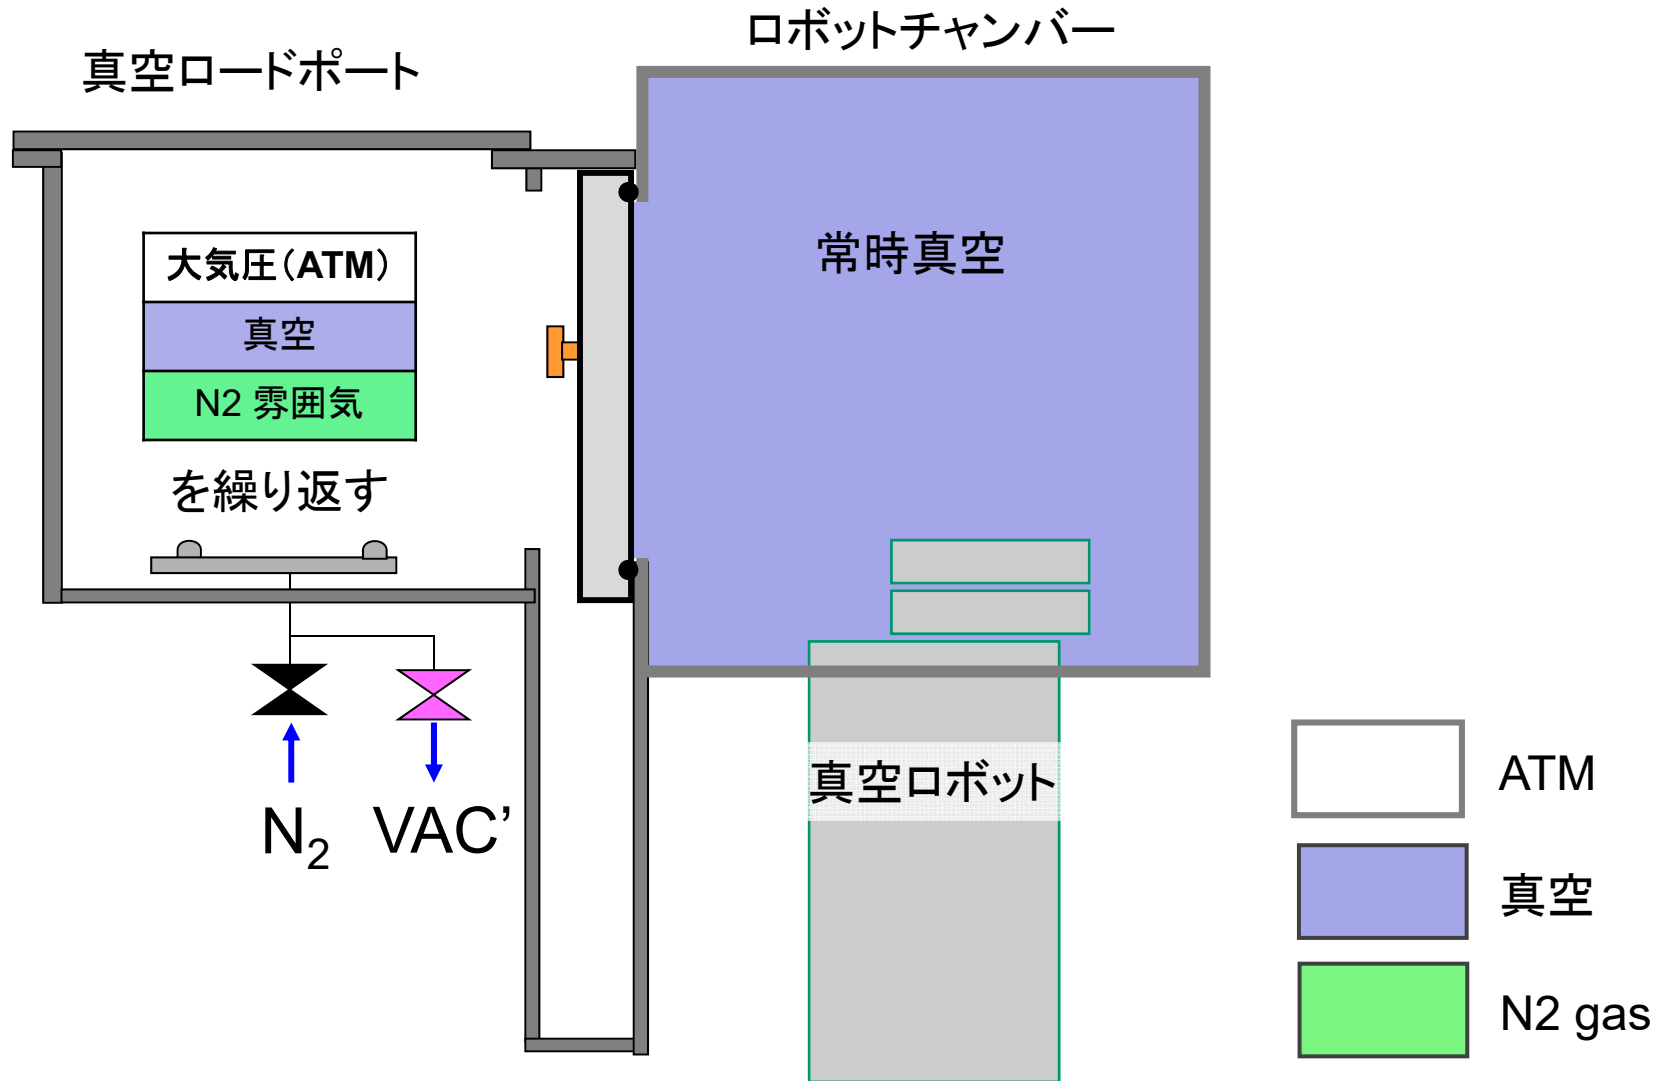 ロボットチャンバー
真空ロードポート
大気圧（ATM）
真空
N2 雰囲気
を繰り返す
常時真空
N2
VAC’
真空ロボット
ATM
真空
N2 gas